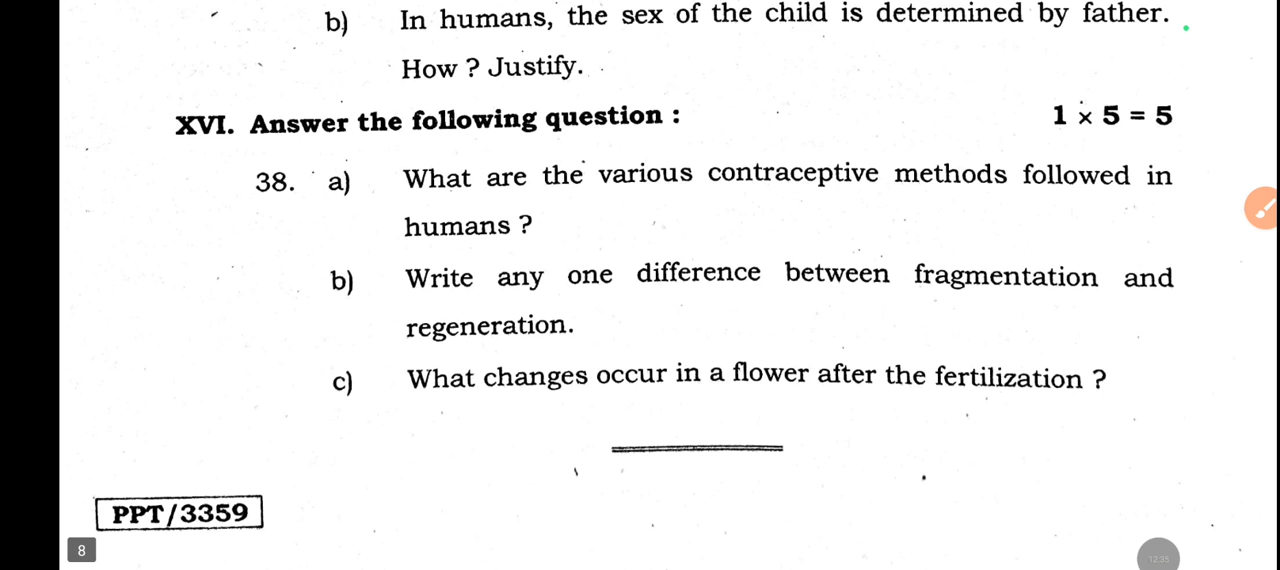 b) In humans, the sex of the child is determined by father.
How ? Justify.
XVI. Answer the following question : 1 × 5 = 5
38. a) What are the various contraceptive methods followed in
humans ?
b) Write any one difference between fragmentation and
regeneration.
c) What changes occur in a flower after the fertilization ?
PPT/3359
8
12:35